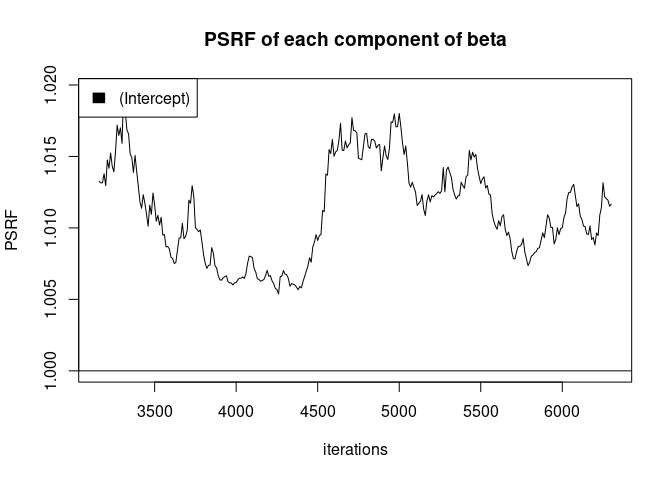 PSRF of each component of beta
(Intercept)
PSRF
1.020
1.015
1.010
1.005
1.000
3500 4000 4500 5000 5500 6000
iterations